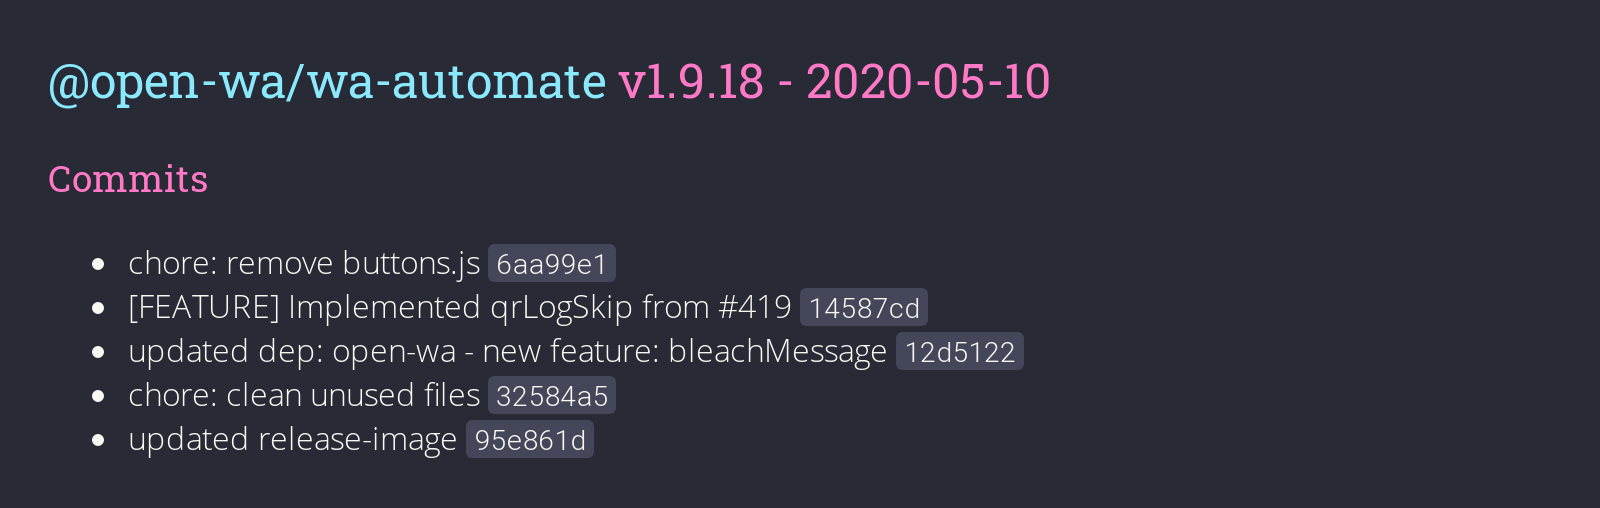 @open-wa/wa-automate v1.9.18 - 2020-05-10
Commits
chore: remove buttons.js 6aa99e1
[FEATURE] Implemented qrLogSkip from #419 14587cd
updated dep: open-wa - new feature: bleachMessage 12d5122
chore: clean unused files 32584a5
updated release-image 95e861d